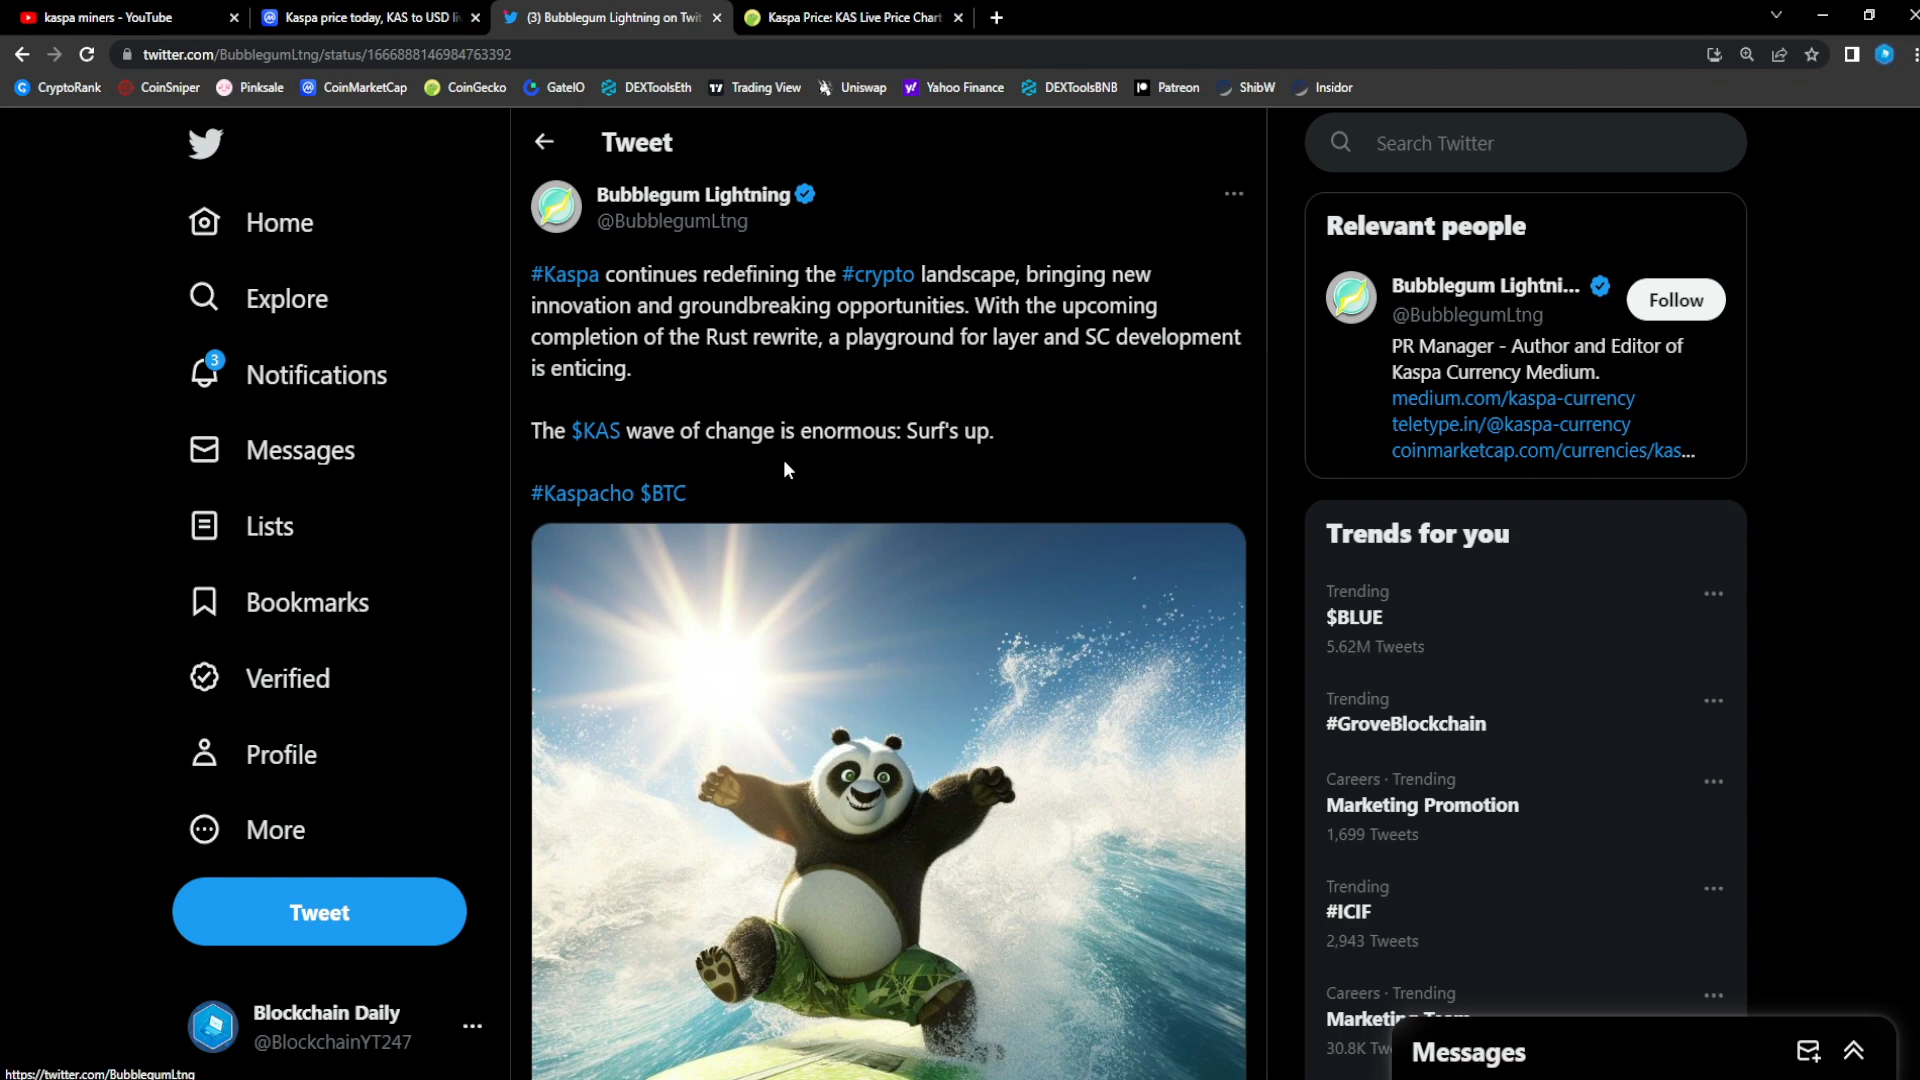 kaspa miners - YouTube
Kaspa price today, KAS to USD li
(3) Bubblegum Lightning on Twit
Kaspa Price: KAS Live Price Chart
twitter.com/BubblegumLtng/status/1666888146984763392
CryptoRank
CoinSniper
Pinksale
CoinMarketCap
CoinGecko
GateIO
DEXToolsEth
Trading View
Uniswap
Yahoo Finance
DEXToolsBNB
Patreon
ShibW
Insidor
Home
Explore
3
Notifications
Messages
Lists
Bookmarks
Verified
Profile
More
Tweet
Blockchain Daily
@BlockchainYT247
https://twitter.com/BubblegumLtng
Tweet
Bubblegum Lightning
@BubblegumLtng
#Kaspa continues redefining the #crypto landscape, bringing new
innovation and groundbreaking opportunities. With the upcoming
completion of the Rust rewrite, a playground for layer and SC development
is enticing.
The $KAS wave of change is enormous: Surf's up.
#Kaspacho $BTC
Search Twitter
Relevant people
Bubblegum Lightni...
@BubblegumLtng
Follow
PR Manager - Author and Editor of
Kaspa Currency Medium.
medium.com/kaspa-currency
teletype.in/@kaspa-currency
coinmarketcap.com/currencies/kas...
Trends for you
Trending
$BLUE
5.62M Tweets
Trending
#GroveBlockchain
Careers · Trending
Marketing Promotion
1,699 Tweets
Trending
#ICIF
2,943 Tweets
Careers · Trending
Marketing
30.8K Tw
Messages